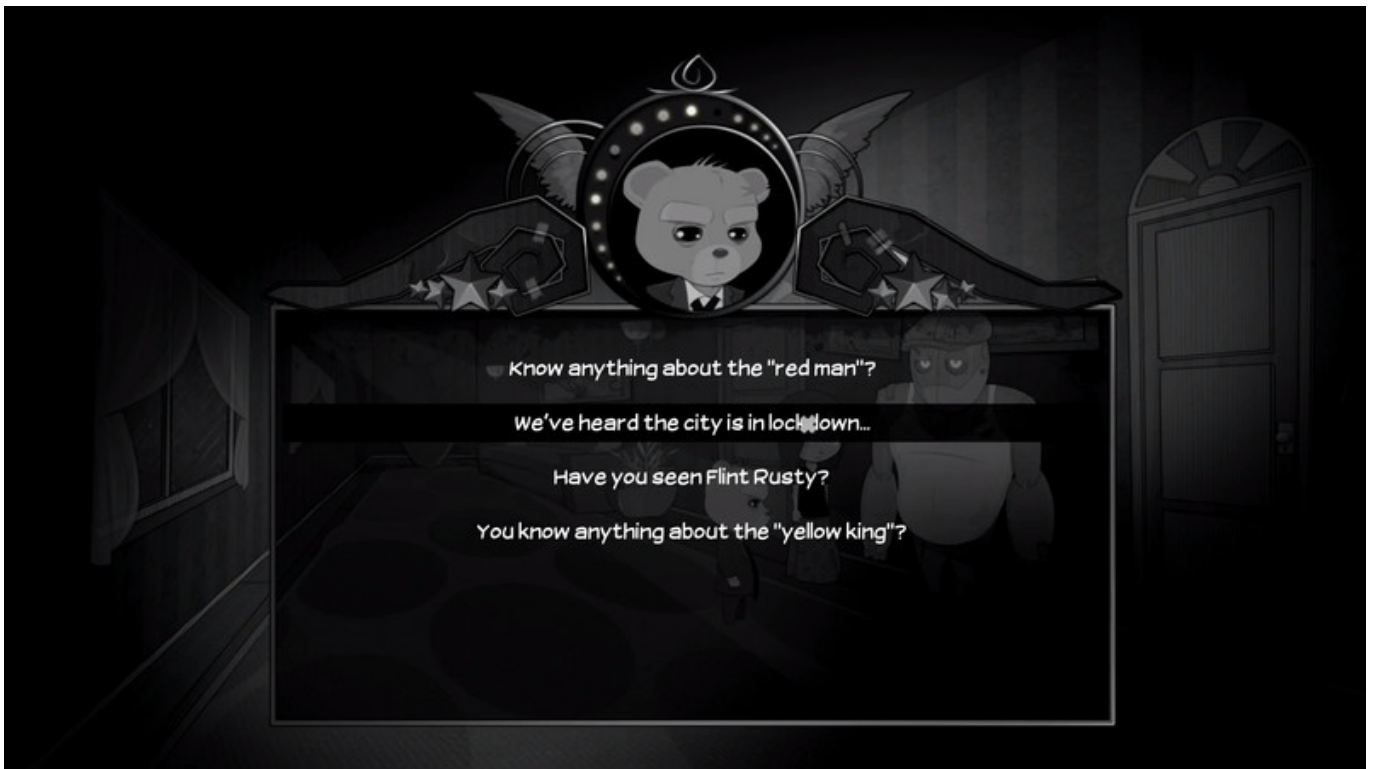 Know anything about the "red man"?
We've heard the city is in lockdown...
Have you seen Flint Rusty?
You know anything about the "yellow king"?